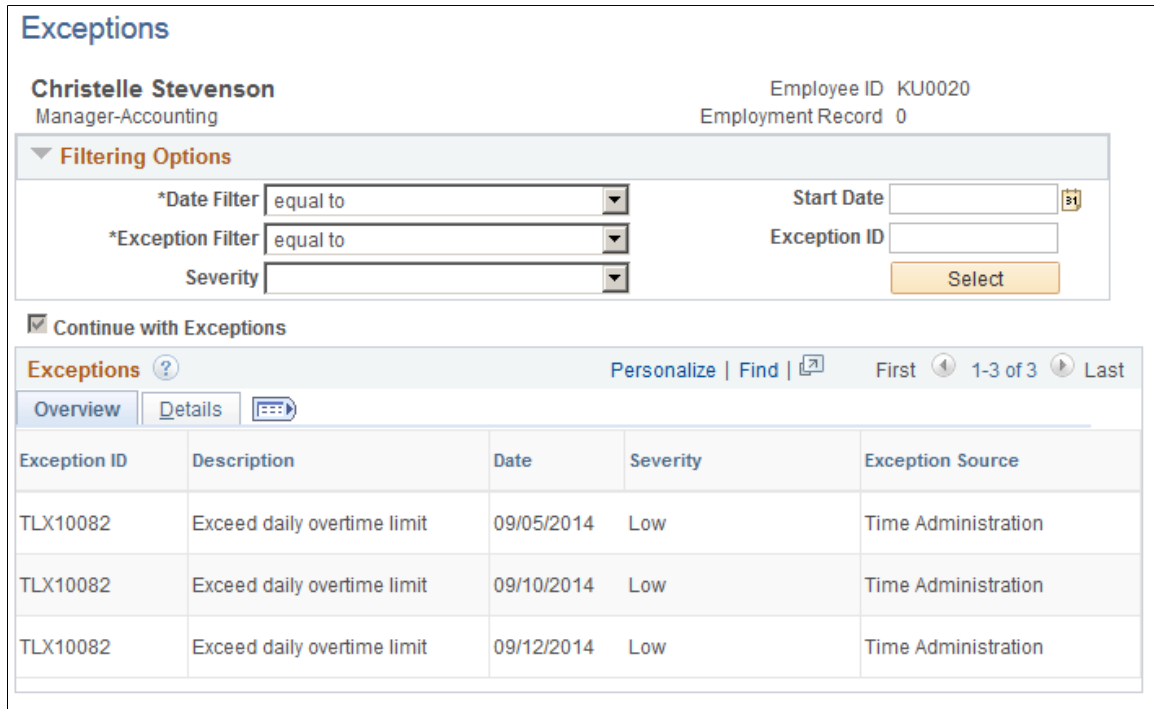 Exceptions
Christelle Stevenson Employee ID KU0020
Manager-Accounting Employment Record 0
Filtering Options
*Date Filter equal to Start Date 31
*Exception Filter equal to Exception ID
Severity Select
Continue with Exceptions
Exceptions ? Personalize | Find | First 1-3 of 3 Last
Overview Details
Exception ID Description Date Severity Exception Source
TLX10082 Exceed daily overtime limit 09/05/2014 Low Time Administration
TLX10082 Exceed daily overtime limit 09/10/2014 Low Time Administration
TLX10082 Exceed daily overtime limit 09/12/2014 Low Time Administration